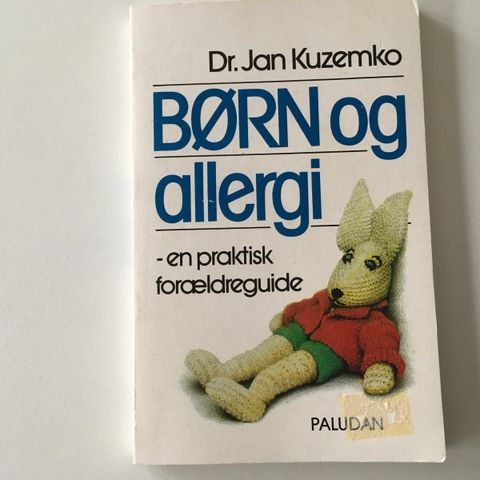 Dr. Jan Kuzemko
BØRN og
allergi
- en praktisk
forældreguide
PALUDAN